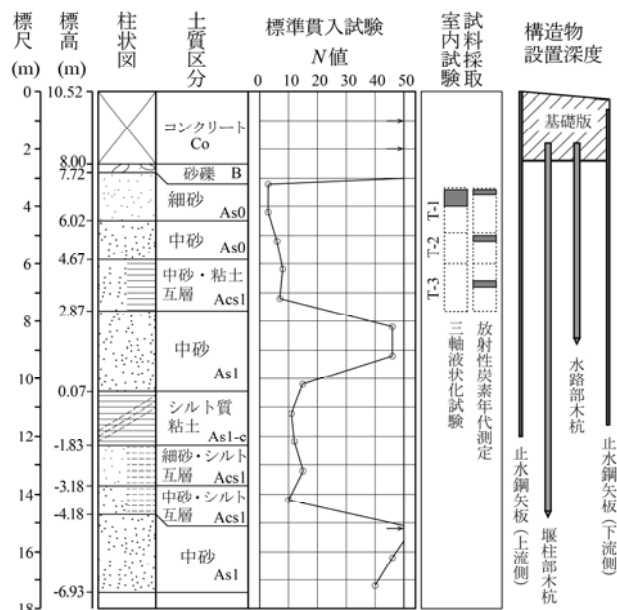 標尺
(m)
標高
(m)
柱状図
土質区分
標準貫入試験
N値
0 10 20 30 40 50
室内試験
試料採取
構造物
設置深度
0
2
4
6
8
10
12
14
16
18
10.52
8.00
7.72
6.02
4.67
2.87
0.07
-1.83
-3.18
-4.18
-6.93
コンクリート
Co
砂礫 B
細砂
As0
中砂
As0
中砂・粘土
互層
Acs1
中砂
As1
シルト質
粘土
As1-c
細砂・シルト
互層
Acs1
中砂・シルト
互層
Acs1
中砂
As1
T-1
T-2
T-3
三軸液状化試験
放射性炭素年代測定
基礎版
止水鋼矢板(上流側)
堰柱部木杭
水路部木杭
止水鋼矢板(下流側)